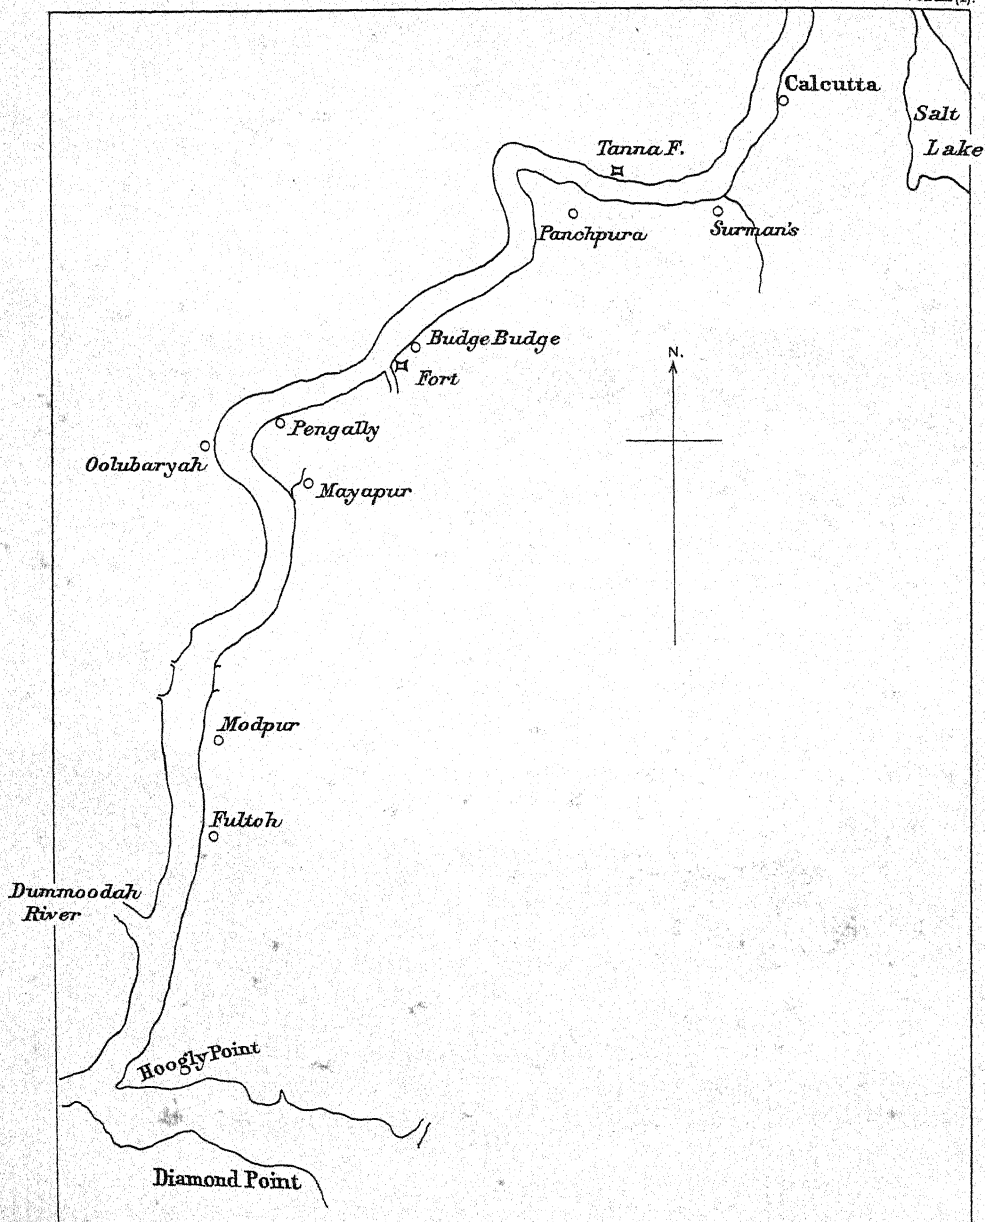 Calcutta
Salt
Lake
Tanna F.
Panchpura
Surman's
Budge Budge
Fort
N.
Pengally
Oolubaryah
Mayapur
Modpur
Fultoh
Dummoodah
River
Hoogly Point
Diamond Point